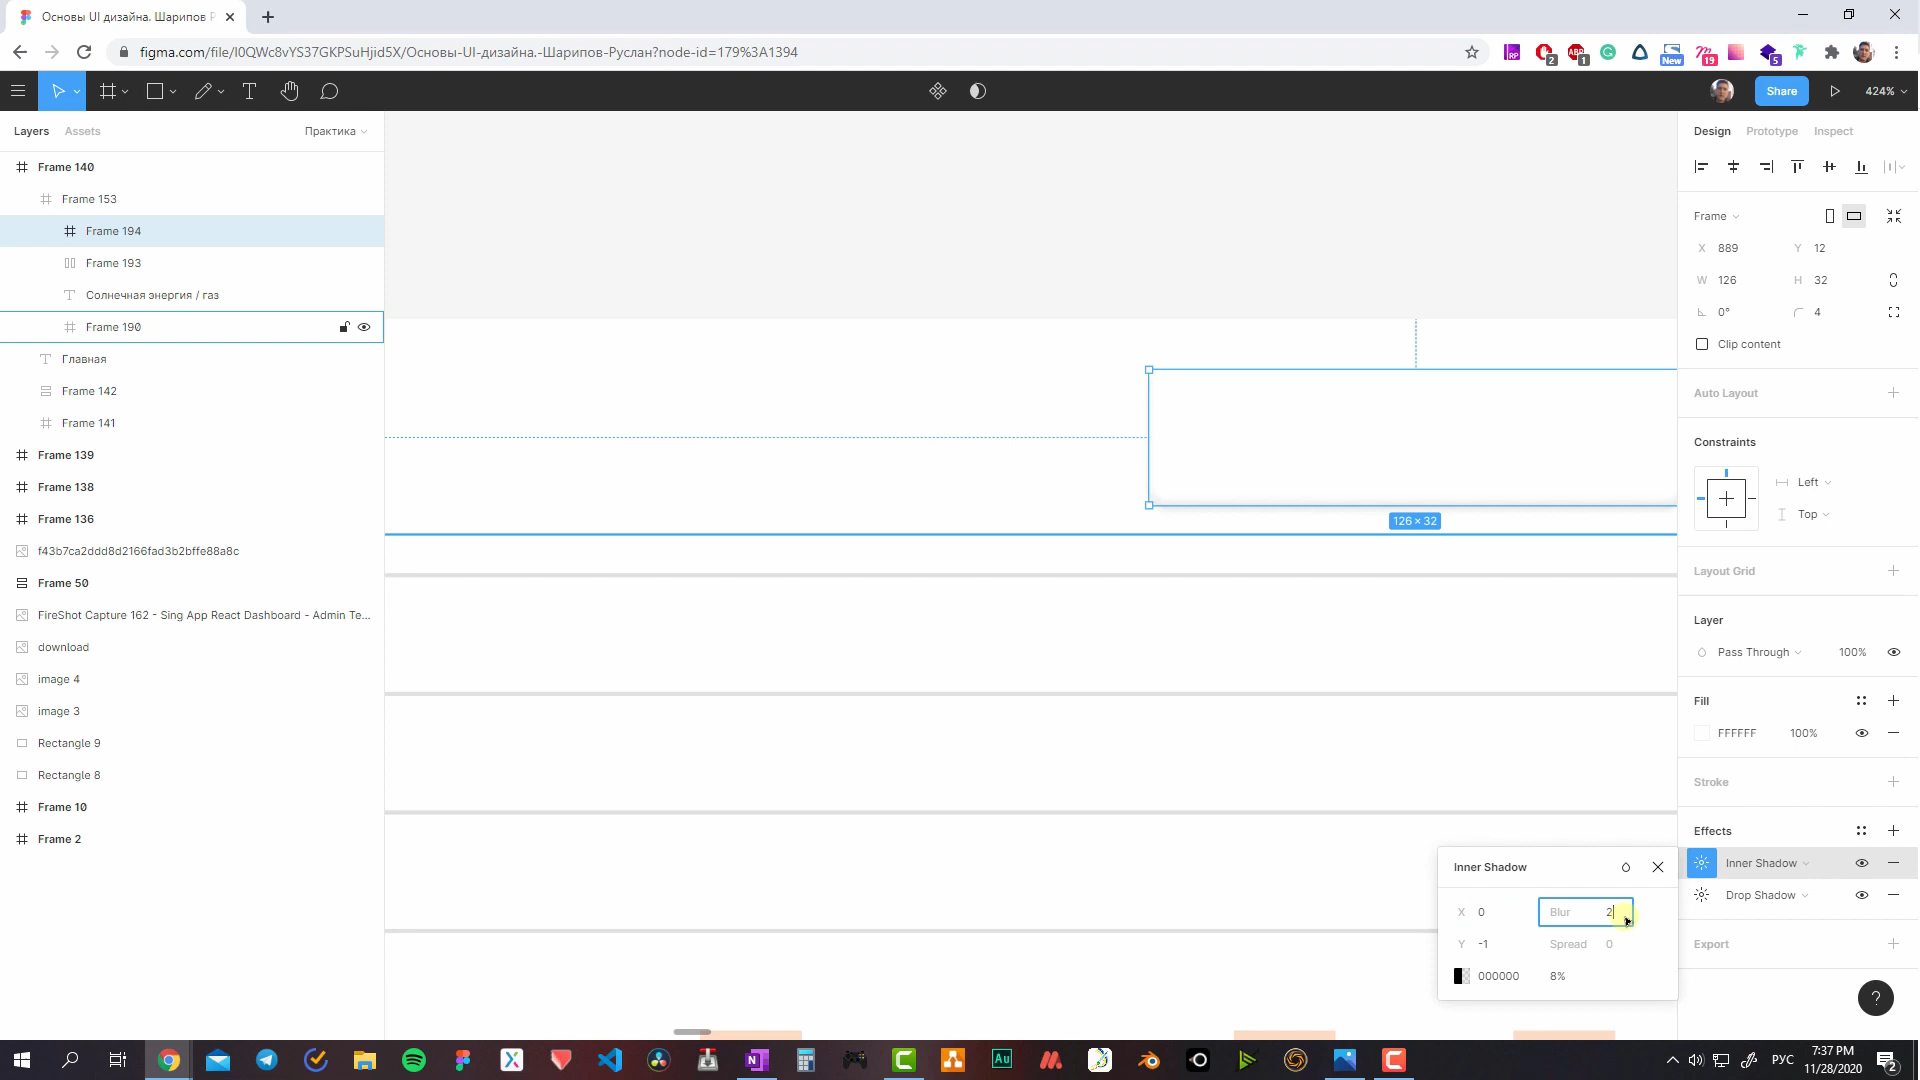 Основы UI дизайна. Шарипов Р
figma.com/file/I0QWc8vYS37GKPSuHjid5X/Основы-UI-дизайна.-Шарипов-Руслан?node-id=179%3A1394
2
1
New
19
5
Share
424%
Layers
Assets
Практика
Design
Prototype
Inspect
Frame 140
Frame 153
Frame 194
Frame 193
Солнечная энергия / газ
Frame 190
Главная
Frame 142
Frame 141
Frame 139
Frame 138
Frame 136
f43b7ca2ddd8d2166fad3b2bffe88a8c
Frame 50
FireShot Capture 162 - Sing App React Dashboard - Admin Te...
download
image 4
image 3
Rectangle 9
Rectangle 8
Frame 10
Frame 2
126 × 32
Frame
X 889 Y 12
W 126 H 32
0° 4
Clip content
Auto Layout
Constraints
Left
Top
Layout Grid
Layer
Pass Through 100%
Fill
FFFFFF 100%
Stroke
Effects
Inner Shadow
Drop Shadow
Export
Inner Shadow
X 0 Blur 2
Y -1 Spread 0
000000 8%
?
РУС
7:37 PM
11/28/2020
2